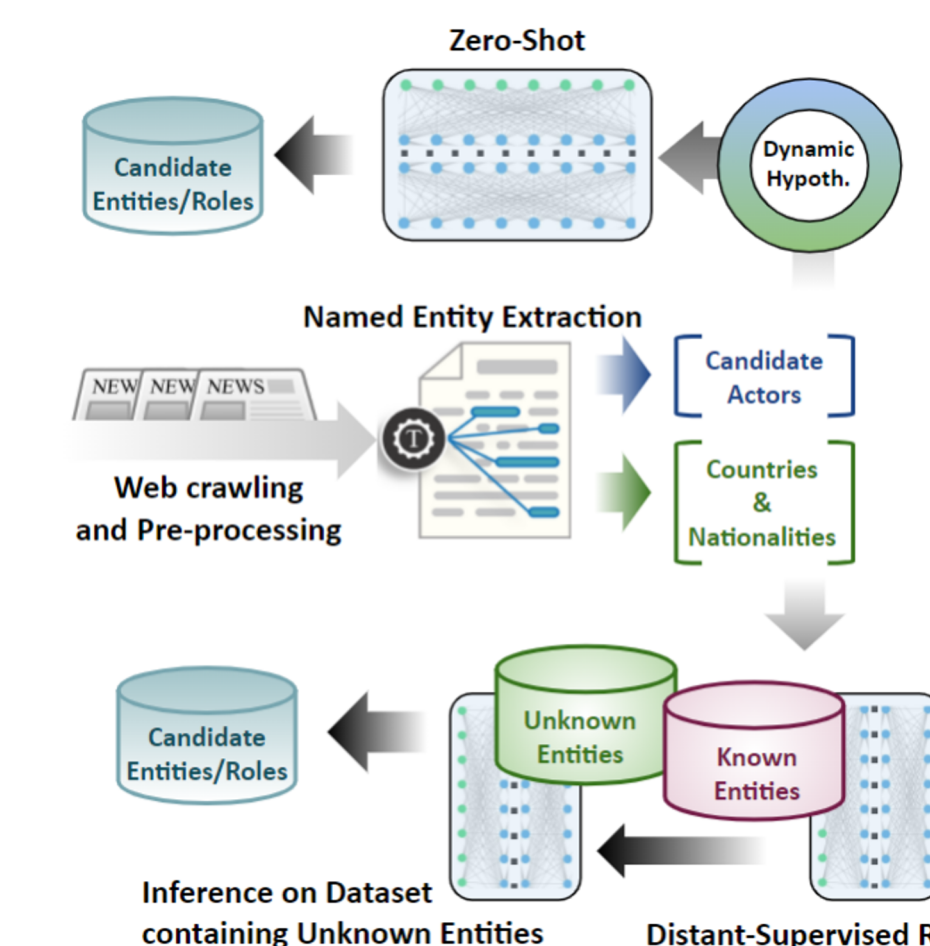 Zero-Shot
Candidate
Entities/Roles
Dynamic
Hypoth.
Named Entity Extraction
NEW NEW NEWS
T
Candidate
Actors
Web crawling
and Pre-processing
Countries
&
Nationalities
Candidate
Entities/Roles
Unknown
Entities
Known
Entities
Inference on Dataset
containing Unknown Entities
Distant-Supervised R